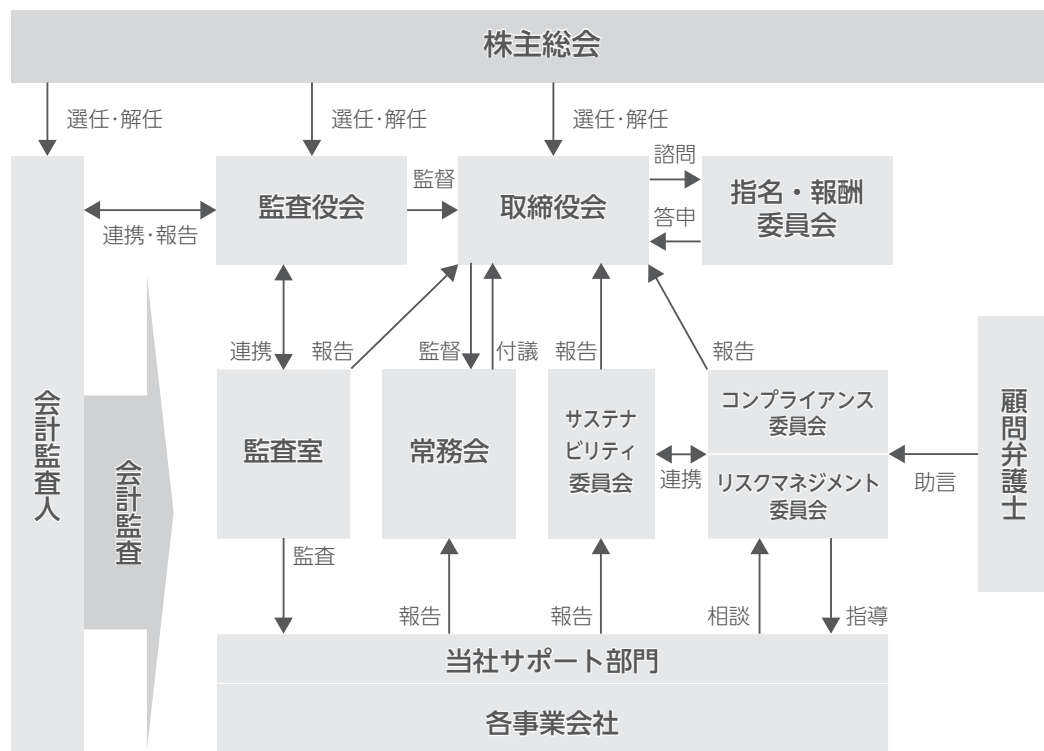 株主総会
選任・解任
選任・解任
選任・解任
諮問
監督
監査役会
取締役会
指名・報酬
委員会
答申
連携・報告
連携
報告
監督
付議
報告
報告
会計監査人
会計監査
監査室
常務会
サステナ
ビリティ
委員会
連携
コンプライアンス
委員会
リスクマネジメント
委員会
助言
顧問弁護士
監査
報告
報告
相談
指導
当社サポート部門
各事業会社